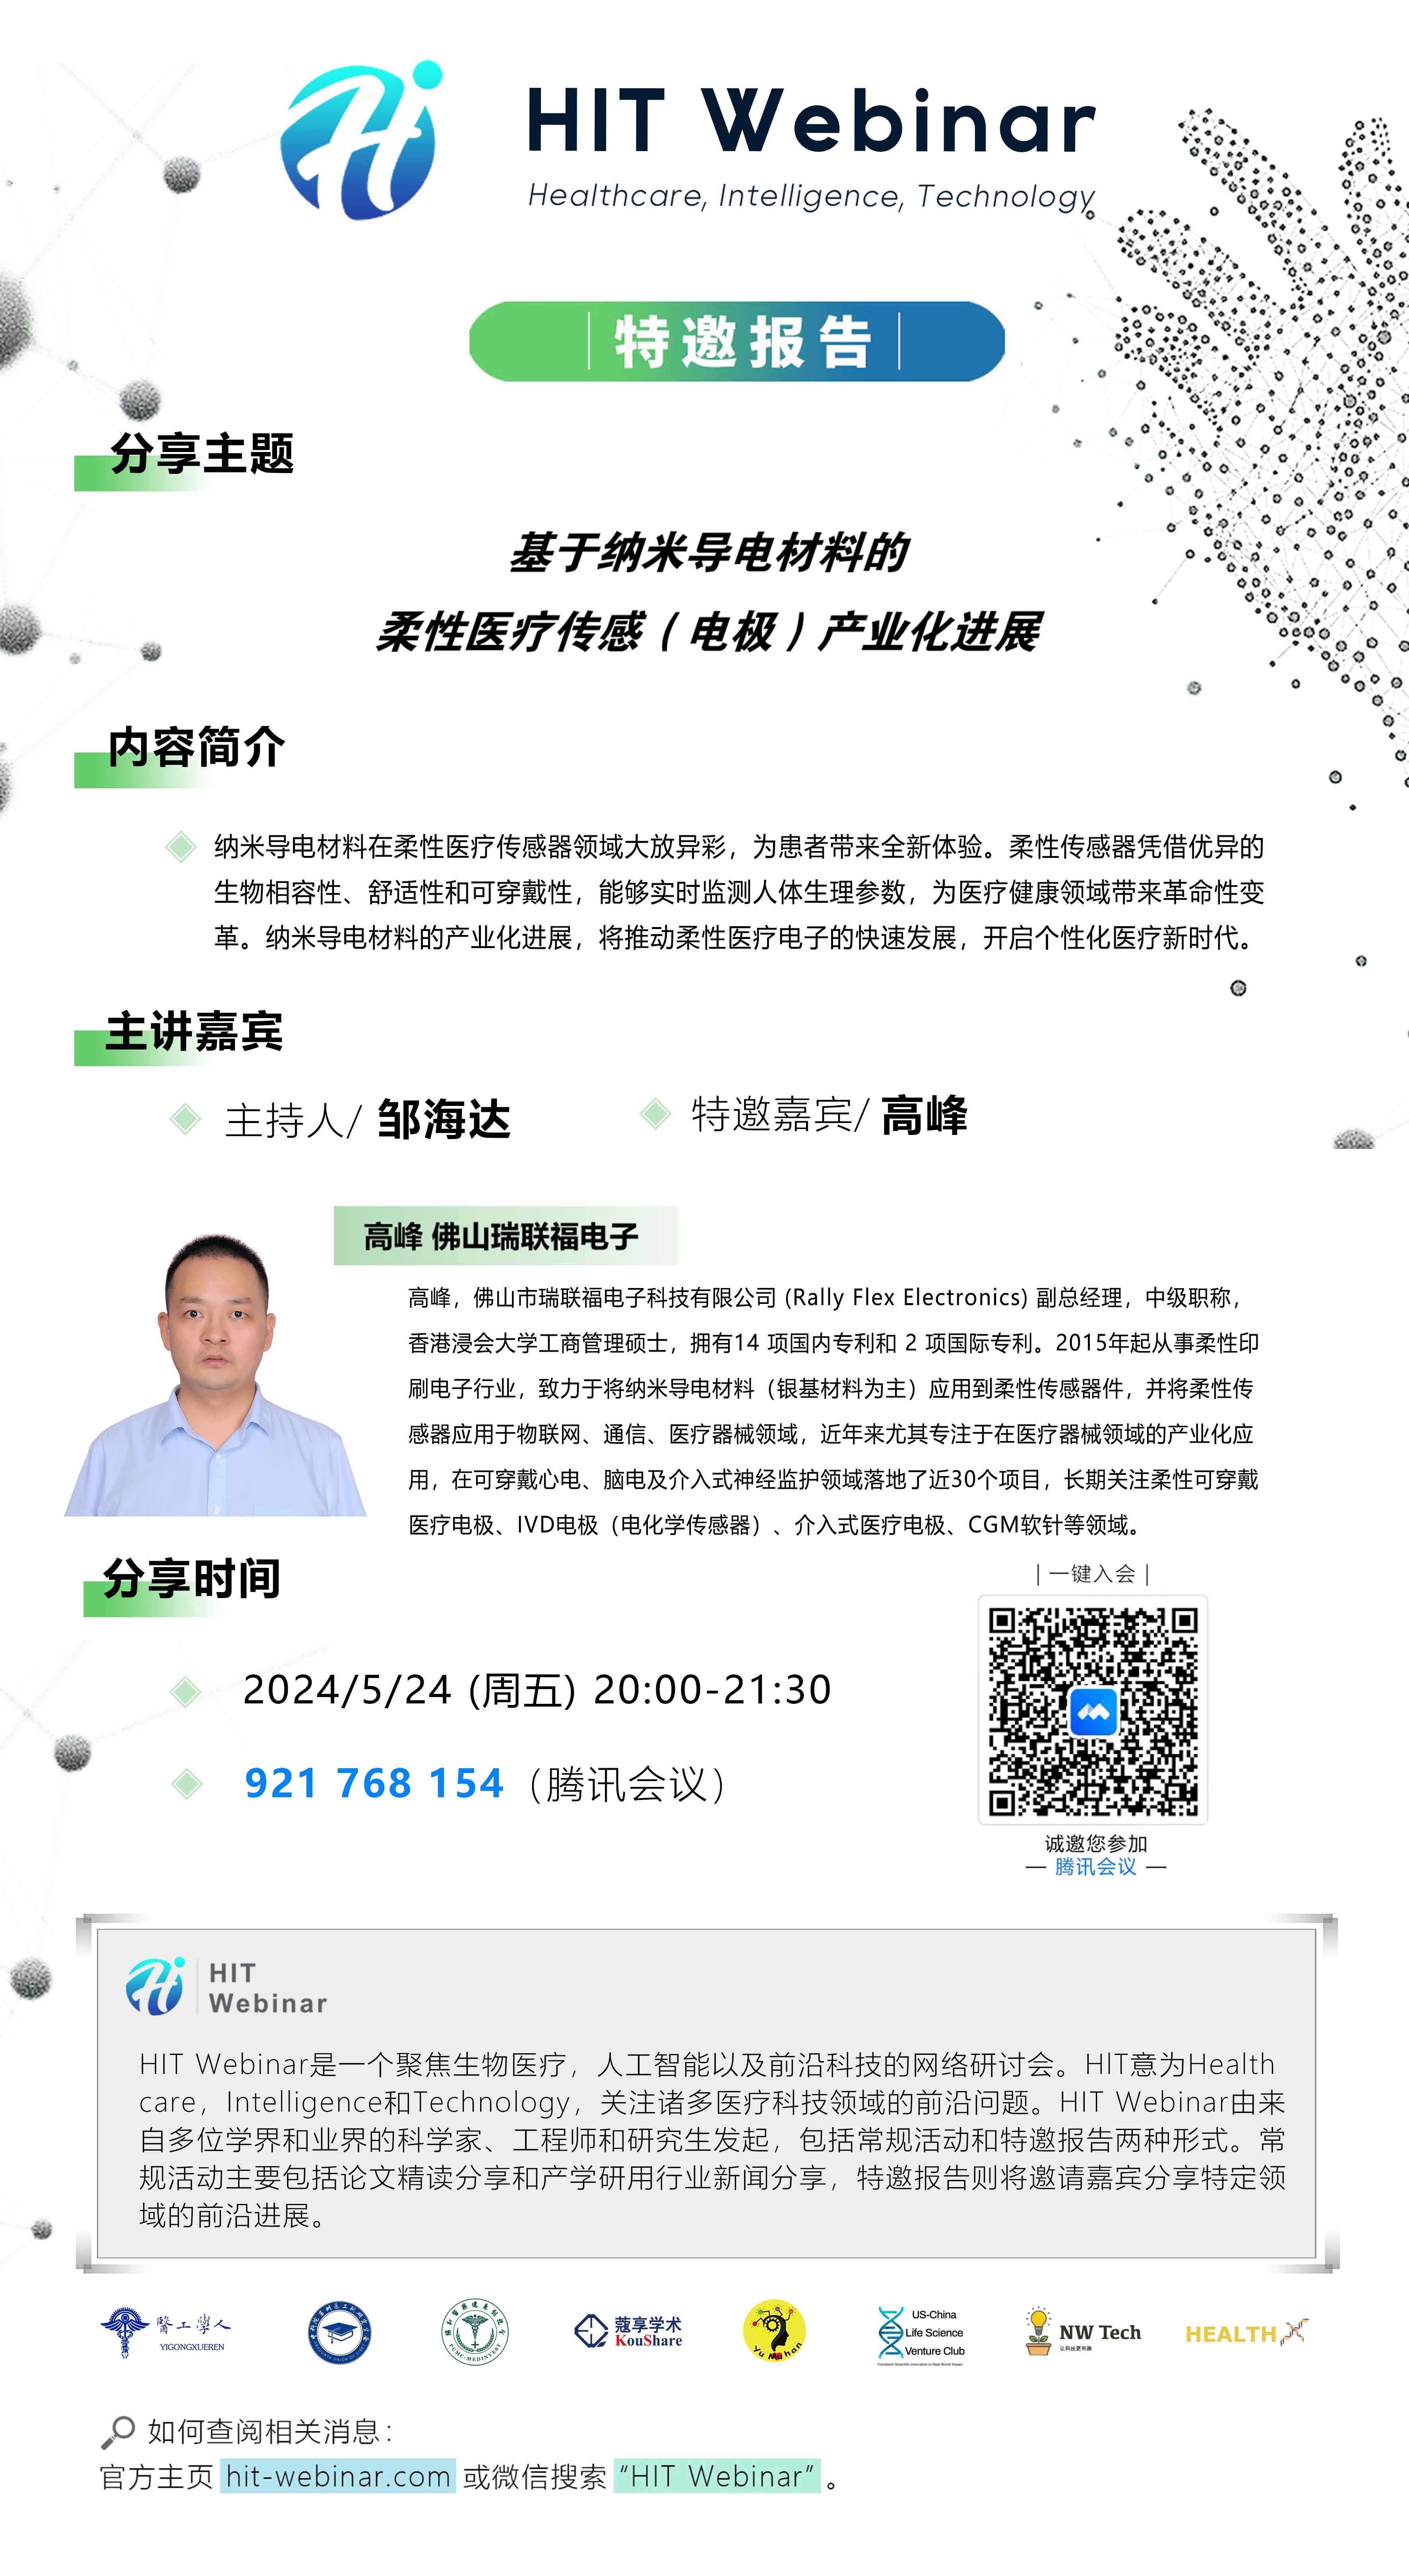 HIT Webinar
Healthcare, Intelligence, Technology
特邀报告
分享主题
基于纳米导电材料的
柔性医疗传感（电极）产业化进展
内容简介
纳米导电材料在柔性医疗传感器领域大放异彩，为患者带来全新体验。柔性传感器凭借优异的
生物相容性、舒适性和可穿戴性，能够实时监测人体生理参数，为医疗健康领域带来革命性变
革。纳米导电材料的产业化进展，将推动柔性医疗电子的快速发展，开启个性化医疗新时代。
主讲嘉宾
主持人/ 邹海达
特邀嘉宾/ 高峰
高峰 佛山瑞联福电子
高峰，佛山市瑞联福电子科技有限公司 (Rally Flex Electronics) 副总经理，中级职称，
香港浸会大学工商管理硕士，拥有14 项国内专利和 2 项国际专利。2015年起从事柔性印
刷电子行业，致力于将纳米导电材料（银基材料为主）应用到柔性传感器件，并将柔性传
感器应用于物联网、通信、医疗器械领域，近年来尤其专注于在医疗器械领域的产业化应
用，在可穿戴心电、脑电及介入式神经监护领域落地了近30个项目，长期关注柔性可穿戴
医疗电极、IVD电极（电化学传感器）、介入式医疗电极、CGM软针等领域。
分享时间
2024/5/24 (周五) 20:00-21:30
921 768 154（腾讯会议）
| 一键入会 |
诚邀您参加
— 腾讯会议 —
HIT
Webinar
HIT Webinar是一个聚焦生物医疗，人工智能以及前沿科技的网络研讨会。HIT意为Health
care，Intelligence和Technology，关注诸多医疗科技领域的前沿问题。HIT Webinar由来
自多位学界和业界的科学家、工程师和研究生发起，包括常规活动和特邀报告两种形式。常
规活动主要包括论文精读分享和产学研用行业新闻分享，特邀报告则将邀请嘉宾分享特定领
域的前沿进展。
醫工學人
YIGONGXUEREN
PUMC-MEDINVEST
蔻享学术
KouShare
Yu Mi han
US-China
Life Science
Venture Club
NW Tech
让科技更有趣
HEALTH
如何查阅相关消息：
官方主页 hit-webinar.com 或微信搜索 “HIT Webinar” 。